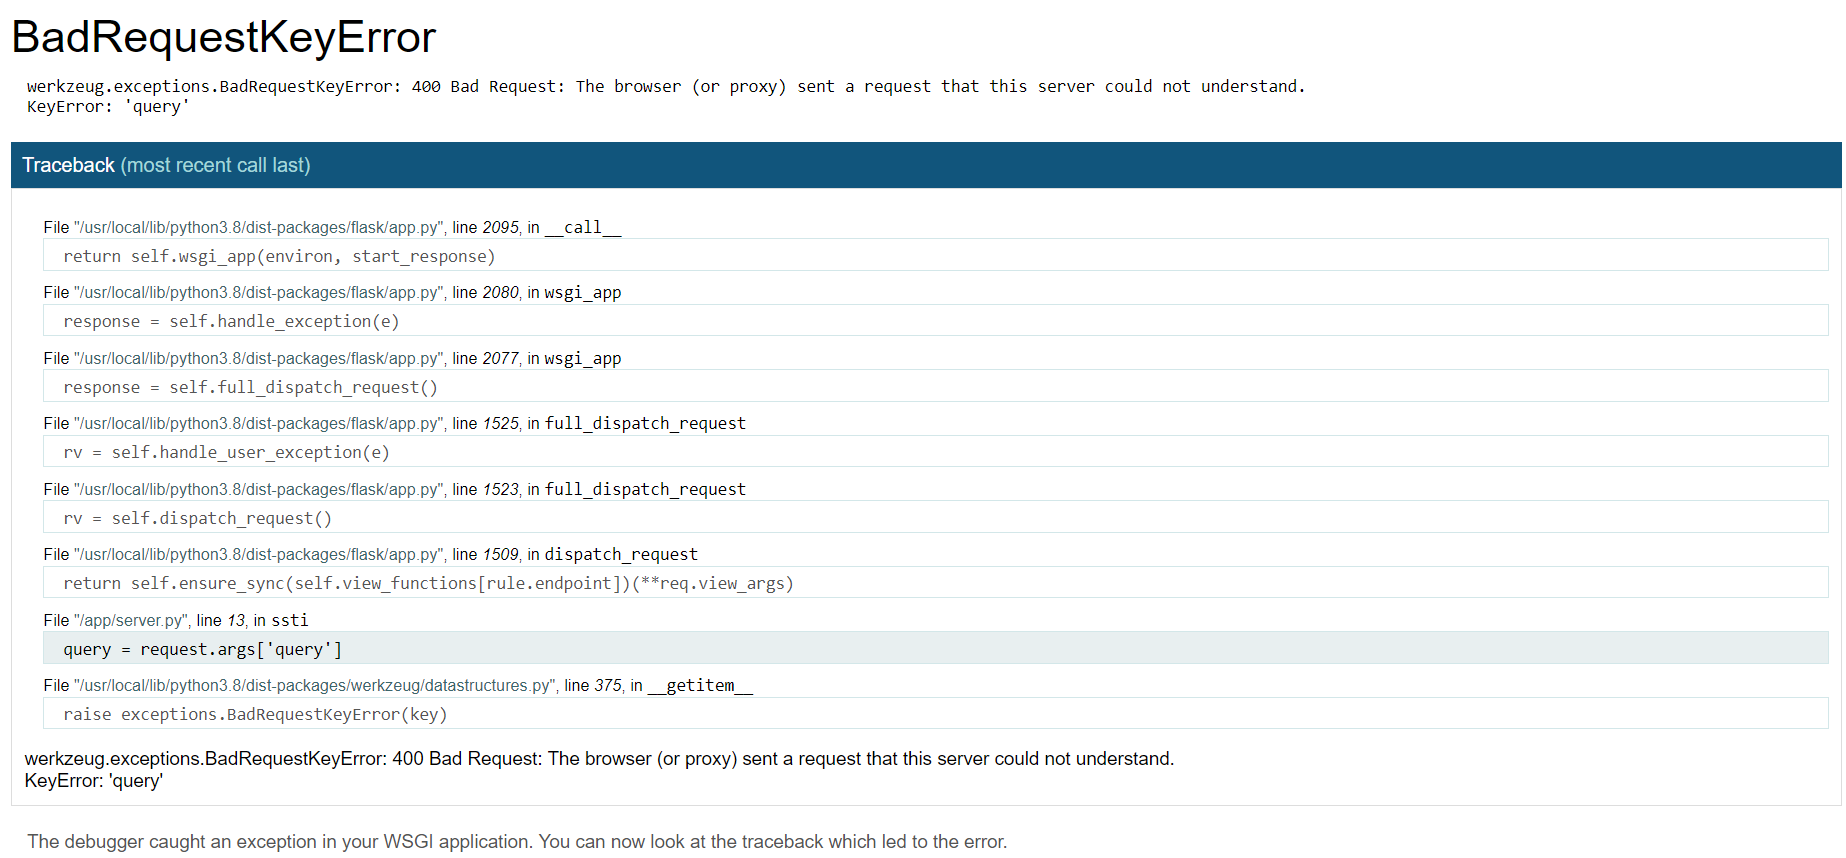 BadRequestKeyError
werkzeug.exceptions.BadRequestKeyError: 400 Bad Request: The browser (or proxy) sent a request that this server could not understand.
KeyError: 'query'
Traceback (most recent call last)
File "/usr/local/lib/python3.8/dist-packages/flask/app.py", line 2095, in __call__
return self.wsgi_app(environ, start_response)
File "/usr/local/lib/python3.8/dist-packages/flask/app.py", line 2080, in wsgi_app
response = self.handle_exception(e)
File "/usr/local/lib/python3.8/dist-packages/flask/app.py", line 2077, in wsgi_app
response = self.full_dispatch_request()
File "/usr/local/lib/python3.8/dist-packages/flask/app.py", line 1525, in full_dispatch_request
rv = self.handle_user_exception(e)
File "/usr/local/lib/python3.8/dist-packages/flask/app.py", line 1523, in full_dispatch_request
rv = self.dispatch_request()
File "/usr/local/lib/python3.8/dist-packages/flask/app.py", line 1509, in dispatch_request
return self.ensure_sync(self.view_functions[rule.endpoint])(**req.view_args)
File "/app/server.py", line 13, in ssti
query = request.args['query']
File "/usr/local/lib/python3.8/dist-packages/werkzeug/datastructures.py", line 375, in __getitem__
raise exceptions.BadRequestKeyError(key)
werkzeug.exceptions.BadRequestKeyError: 400 Bad Request: The browser (or proxy) sent a request that this server could not understand.
KeyError: 'query'
The debugger caught an exception in your WSGI application. You can now look at the traceback which led to the error.